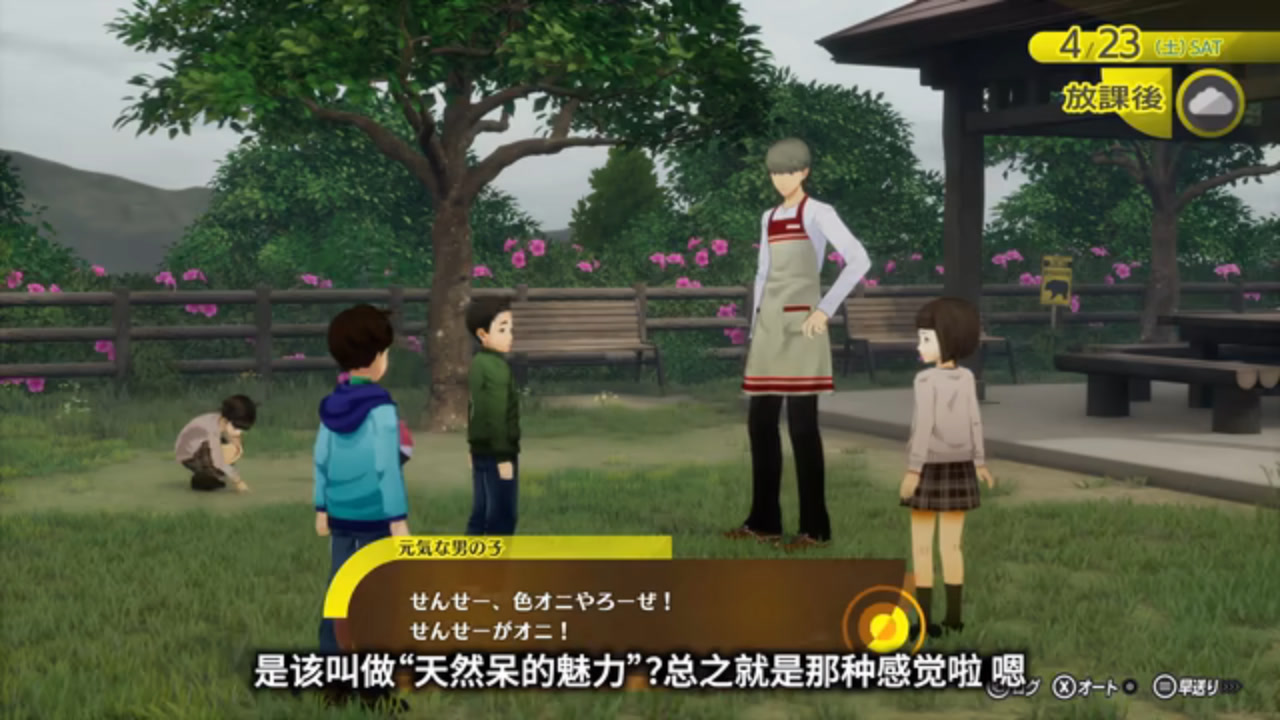 4/23 (土) SAT
放課後
元気な男の子
せんせー、色オニやろーぜ！
せんせーがオニ！
是该叫做“天然呆的魅力”?总之就是那种感觉啦 嗯
ログ Ⓧオート 早送り